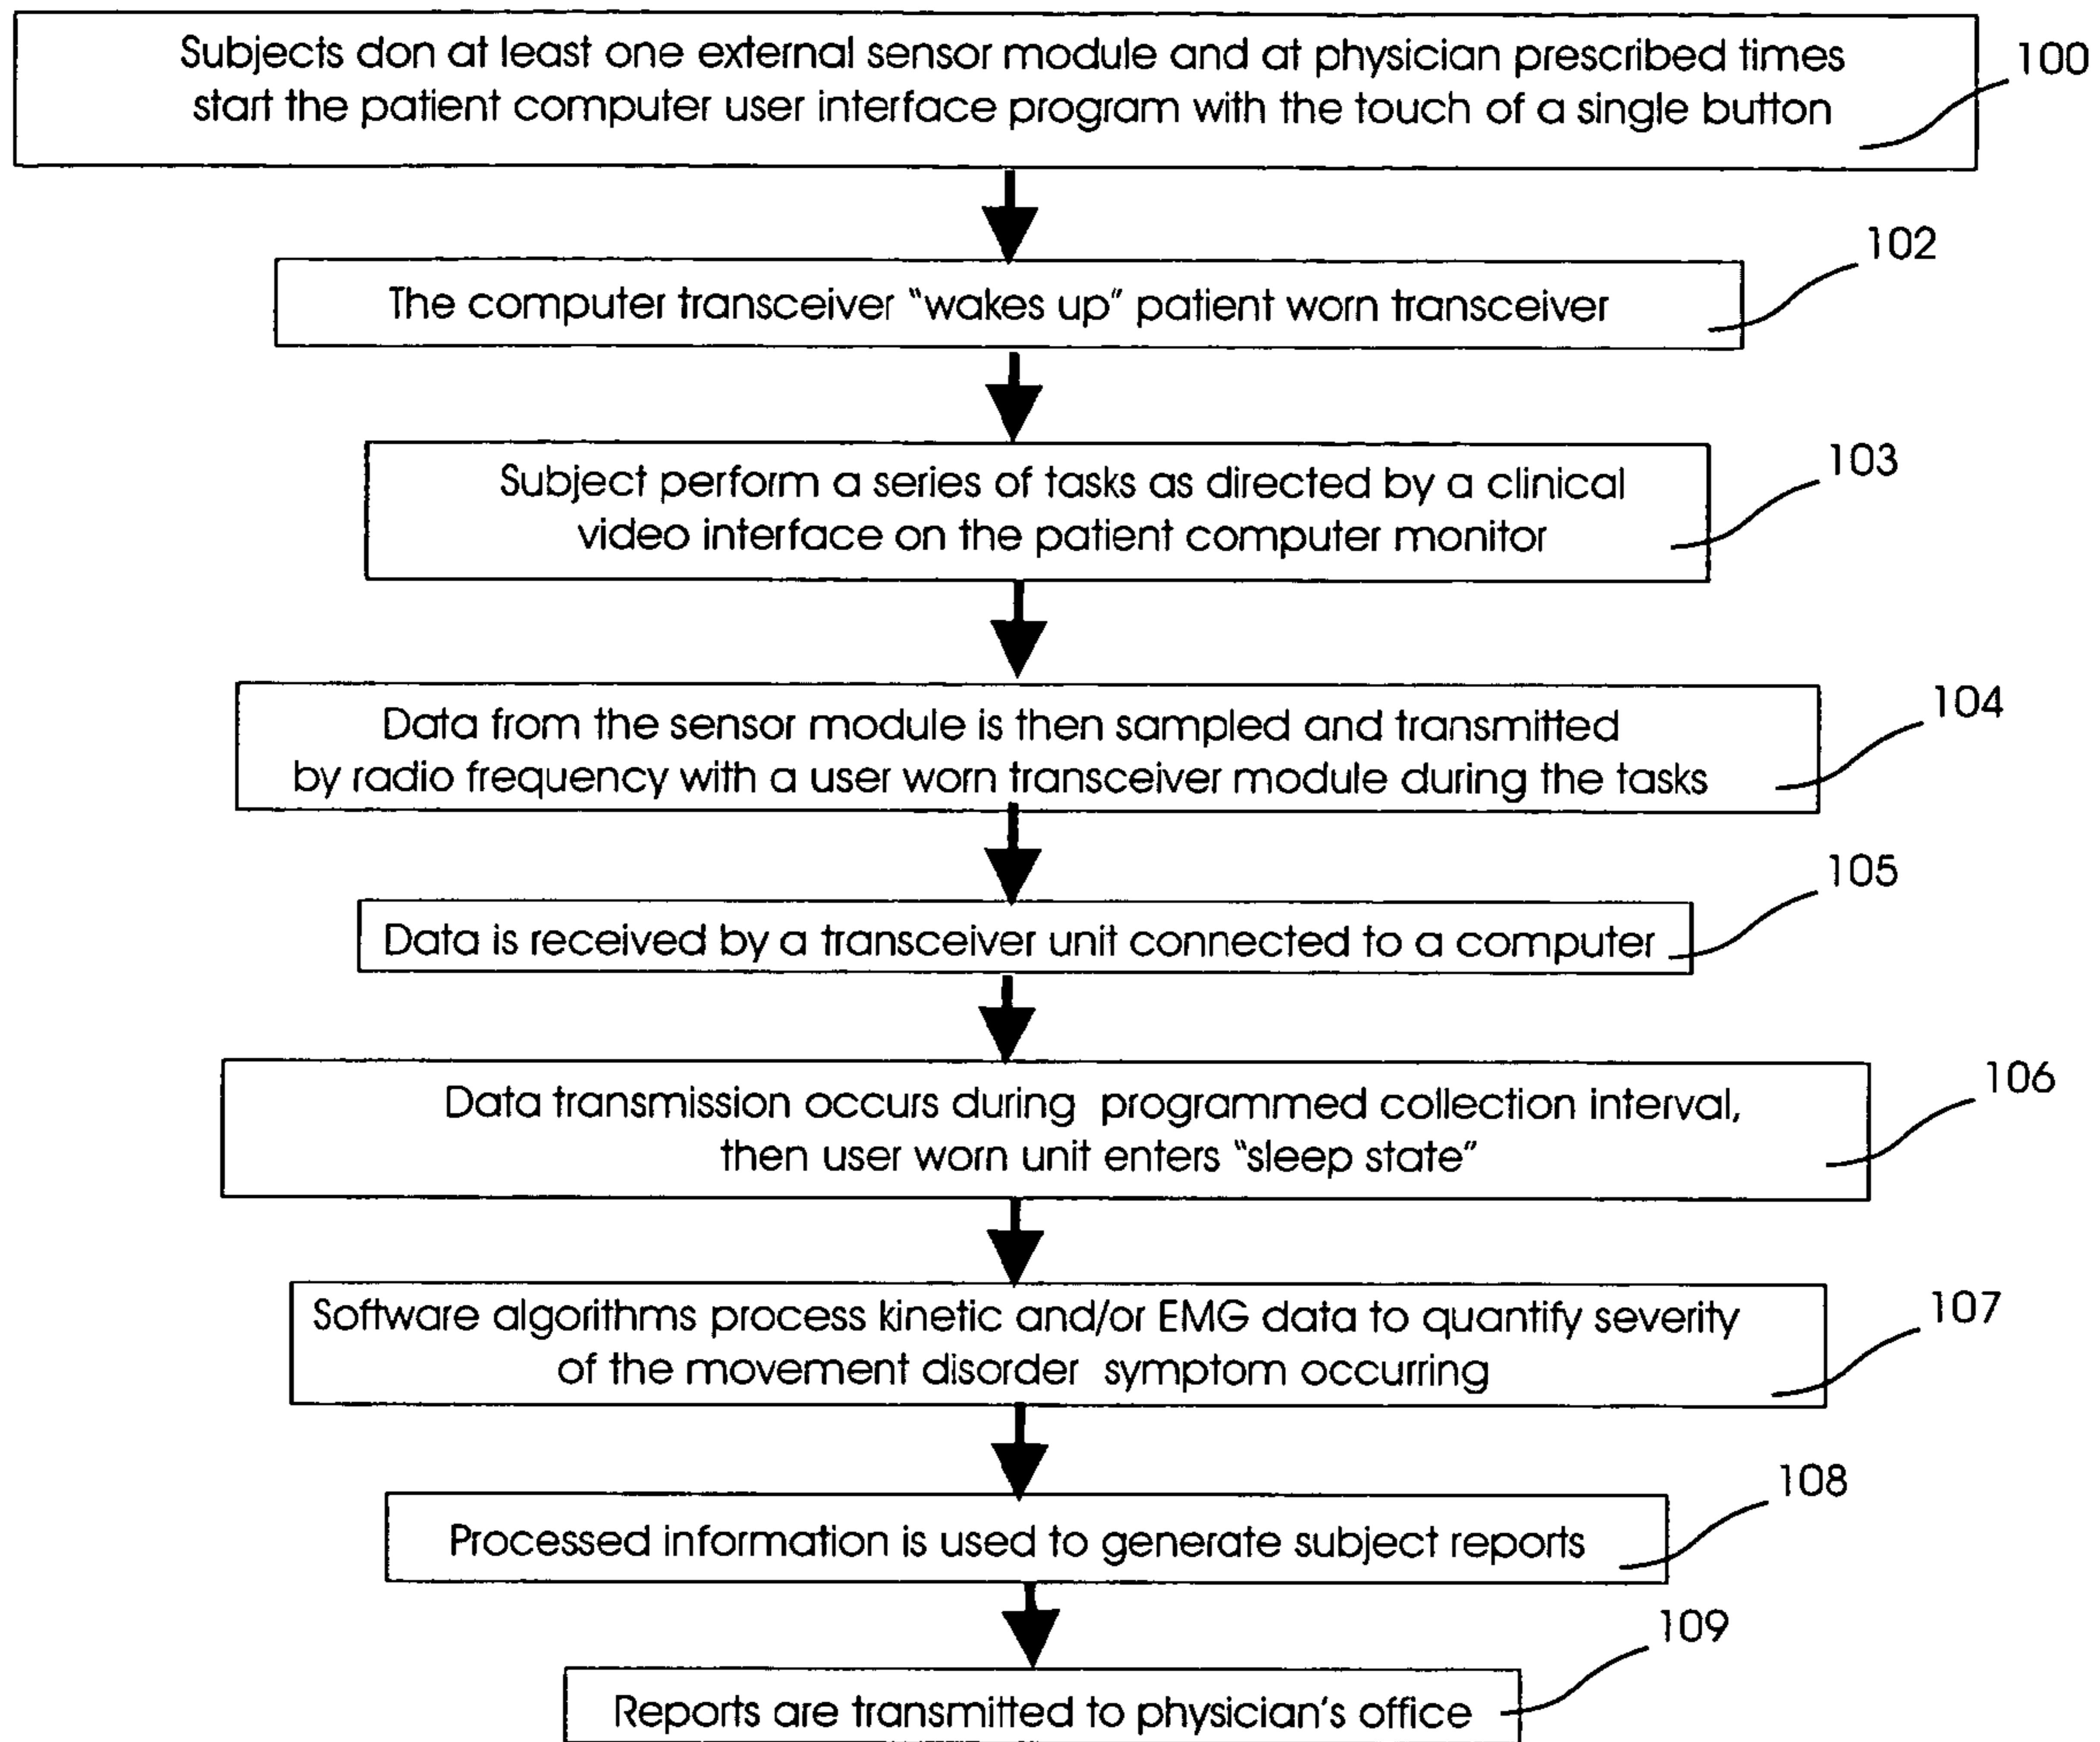 Subjects don at least one external sensor module and at physician prescribed times
start the patient computer user interface program with the touch of a single button
100
102
The computer transceiver “wakes up” patient worn transceiver
103
Subject perform a series of tasks as directed by a clinical
video interface on the patient computer monitor
104
Data from the sensor module is then sampled and transmitted
by radio frequency with a user worn transceiver module during the tasks
105
Data is received by a transceiver unit connected to a computer
106
Data transmission occurs during programmed collection interval,
then user worn unit enters “sleep state”
107
Software algorithms process kinetic and/or EMG data to quantify severity
of the movement disorder symptom occurring
108
Processed information is used to generate subject reports
109
Reports are transmitted to physician's office